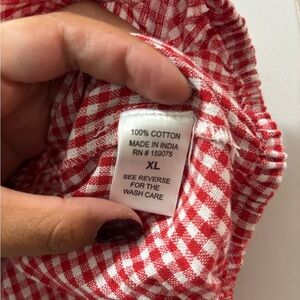 100% COTTON
MADE IN INDIA
RN # 159075
XL
SEE REVERSE
FOR THE
WASH CARE